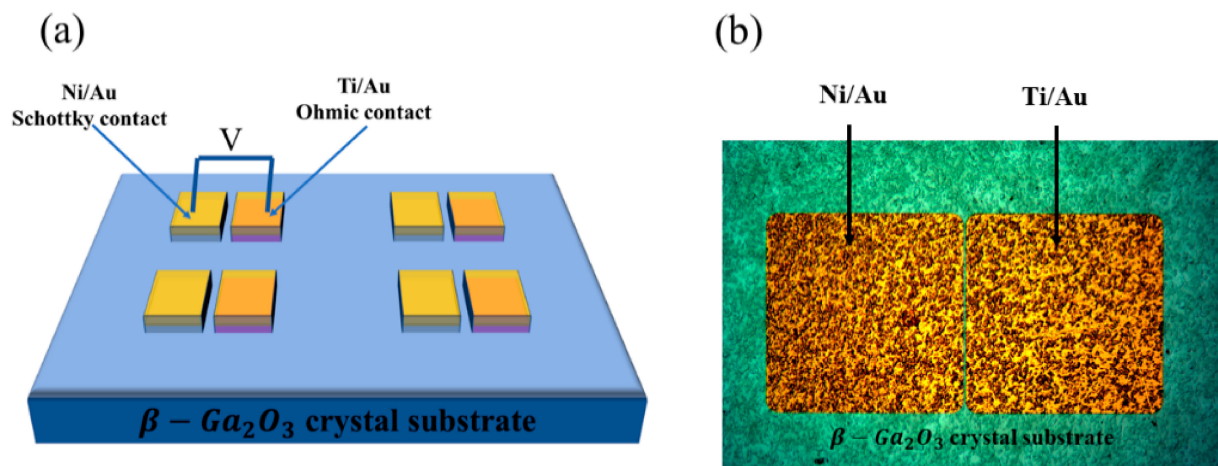 (a)
Ni/Au
Schottky contact
Ti/Au
Ohmic contact
V
β − Ga₂O₃ crystal substrate
(b)
Ni/Au
Ti/Au
β − Ga₂O₃ crystal substrate